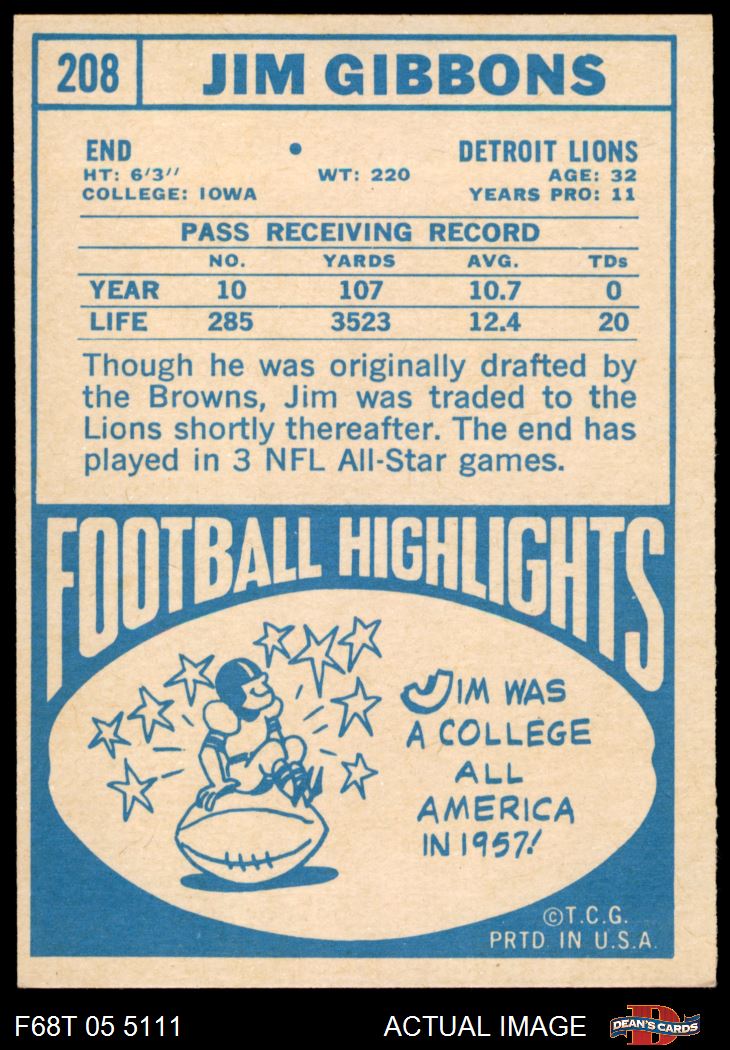 208 JIM GIBBONS
END • DETROIT LIONS
HT: 6'3" WT: 220 AGE: 32
COLLEGE: IOWA YEARS PRO: 11
PASS RECEIVING RECORD
NO. YARDS AVG. TDs
YEAR 10 107 10.7 0
LIFE 285 3523 12.4 20
Though he was originally drafted by
the Browns, Jim was traded to the
Lions shortly thereafter. The end has
played in 3 NFL All-Star games.
FOOTBALL HIGHLIGHTS
JIM WAS
A COLLEGE
ALL
AMERICA
IN 1957!
©T.C.G.
PRTD. IN U.S.A.
F68T 05 5111 ACTUAL IMAGE D DEAN'S CARDS